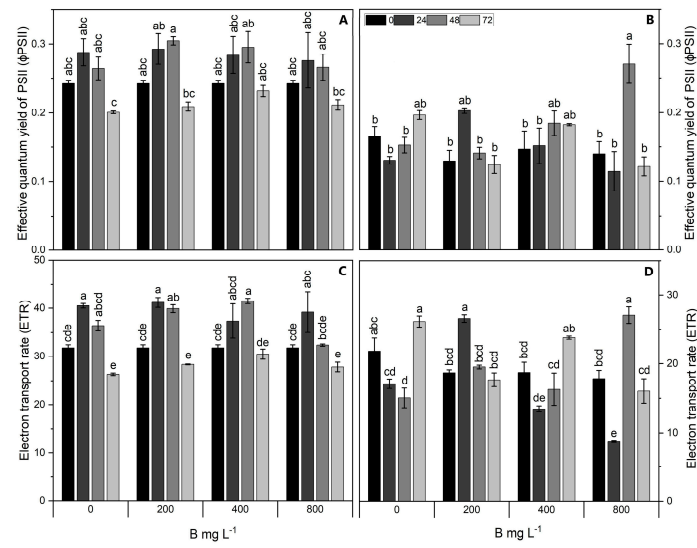 A
Effective quantum yield of PSII (ϕPSII)
0.3
0.2
0.1
0.0
abc abc abc c
abc ab a bc
abc abc abc abc
abc abc abc abc
B
0 24 48 72
Effective quantum yield of PSII (ϕPSII)
0.3
0.2
0.1
0.0
b b b ab
b ab b b
b b ab ab
b b a b
C
Electron transport rate (ETR)
50
40
30
20
10
0
cde a abcd e
cde a ab e
cde abcd a de
cde abc bcde e
D
Electron transport rate (ETR)
30
20
10
0
abc cd d a
bcd a bcd bcd
bcd de cd ab
bcd e a cd
0 200 400 800
B mg L⁻¹
0 200 400 800
B mg L⁻¹